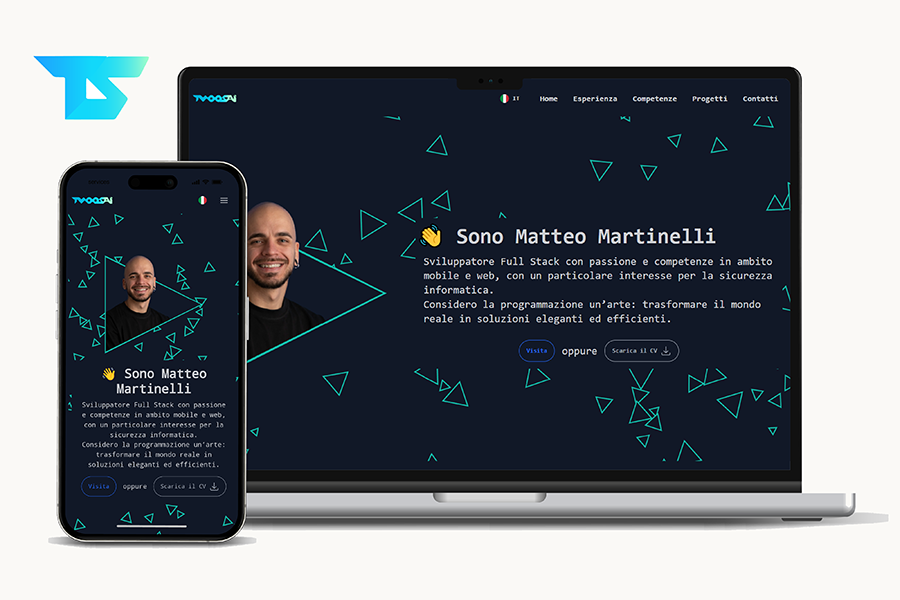 IT Home Esperienza Competenze Progetti Contatti
👋 Sono Matteo Martinelli
Sviluppatore Full Stack con passione e competenze in ambito
mobile e web, con un particolare interesse per la sicurezza
informatica.
Considero la programmazione un’arte: trasformare il mondo
reale in soluzioni eleganti ed efficienti.
Visita oppure Scarica il CV
👋 Sono Matteo
Martinelli
Sviluppatore Full Stack con passione
e competenze in ambito mobile e web,
con un particolare interesse per la
sicurezza informatica.
Considero la programmazione un’arte:
trasformare il mondo reale in
soluzioni eleganti ed efficienti.
Visita oppure Scarica il CV